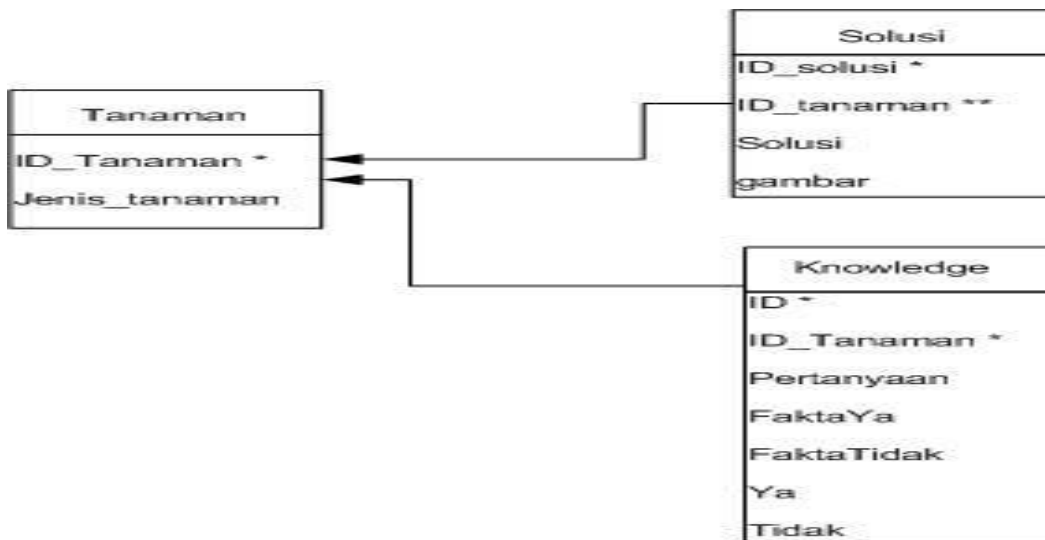 Tanaman
ID_Tanaman *
Jenis_tanaman
Solusi
ID_solusi *
ID_tanaman **
Solusi
gambar
Knowledge
ID *
ID_Tanaman *
Pertanyaan
FaktaYa
FaktaTidak
Ya
Tidak